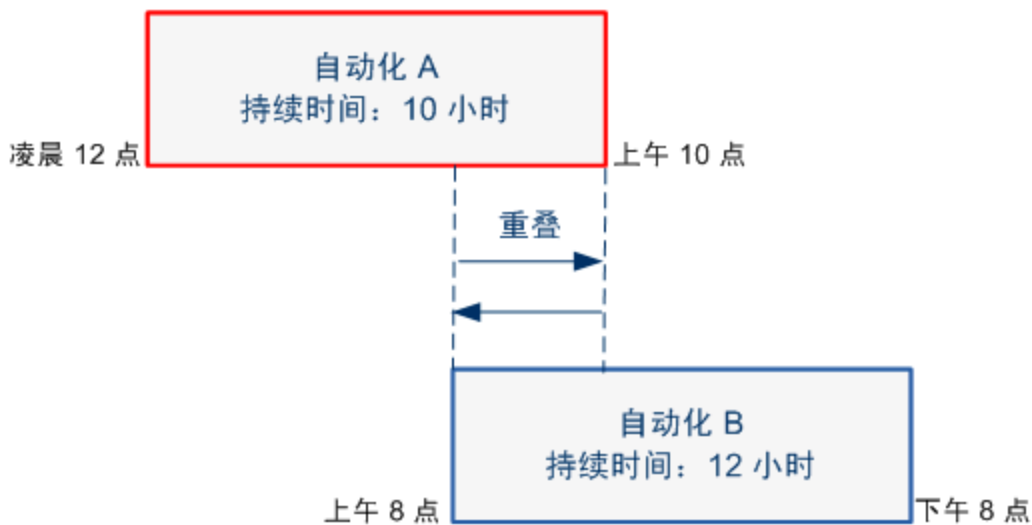 自动化 A
持续时间：10 小时
凌晨 12 点
上午 10 点
重叠
自动化 B
持续时间：12 小时
上午 8 点
下午 8 点